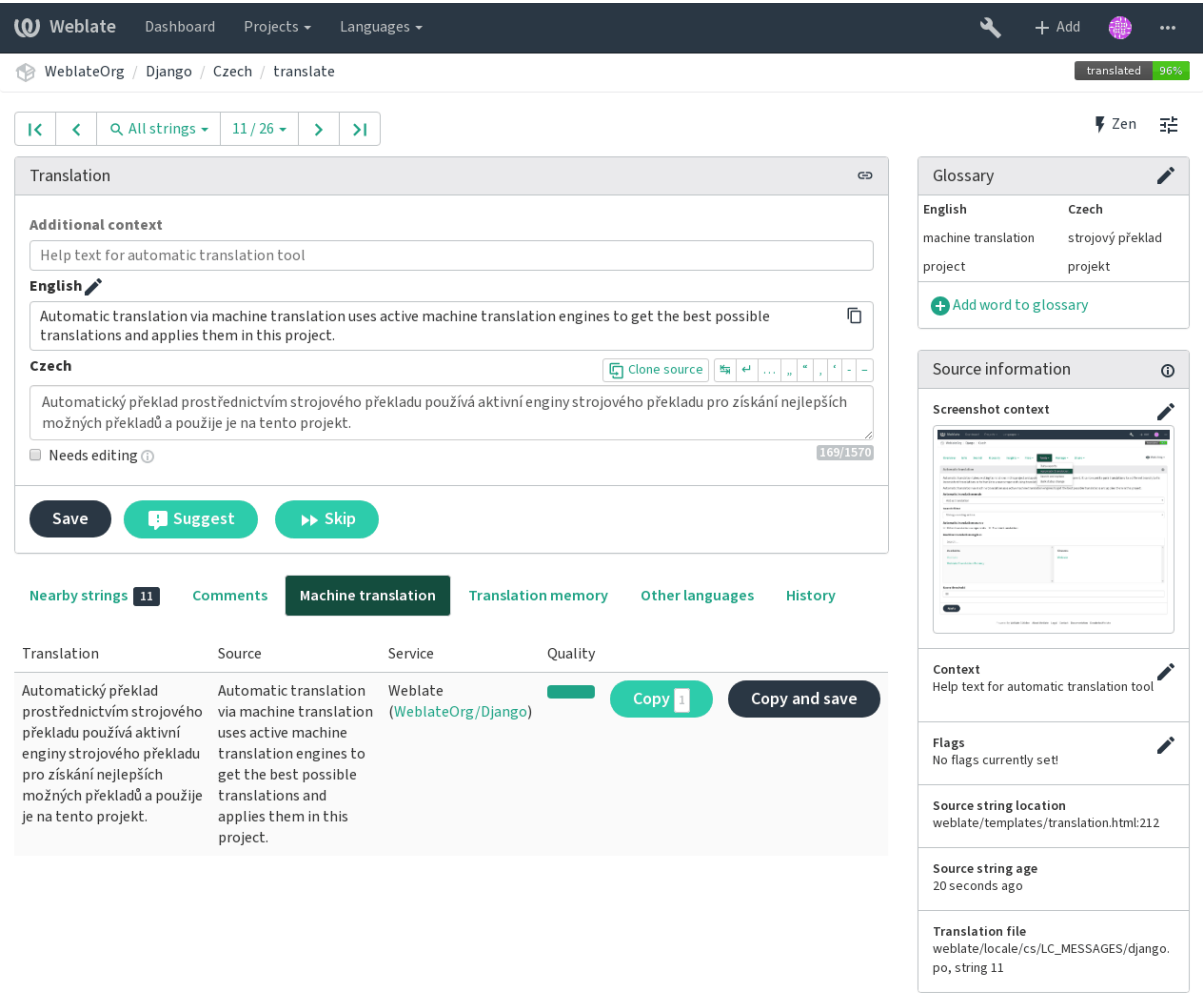 Weblate Dashboard Projects Languages Add
WeblateOrg / Django / Czech / translate translated 96%
All strings 11 / 26 Zen
Translation
Additional context
Help text for automatic translation tool
English
Automatic translation via machine translation uses active machine translation engines to get the best possible
translations and applies them in this project.
Czech Clone source ↹ ↵ … „ “ ‚ ‘ - –
Automatický překlad prostřednictvím strojového překladu používá aktivní enginy strojového překladu pro získání nejlepších
možných překladů a použije je na tento projekt.
Needs editing 169/1570
Save Suggest Skip
Nearby strings 11 Comments Machine translation Translation memory Other languages History
Translation Source Service Quality
Automatický překlad
prostřednictvím strojového
překladu používá aktivní
enginy strojového překladu
pro získání nejlepších
možných překladů a použije
je na tento projekt.
Automatic translation
via machine translation
uses active machine
translation engines to
get the best possible
translations and
applies them in this
project.
Weblate
(WeblateOrg/Django)
Copy 1 Copy and save
Glossary
English Czech
machine translation strojový překlad
project projekt
Add word to glossary
Source information
Screenshot context
Context
Help text for automatic translation tool
Flags
No flags currently set!
Source string location
weblate/templates/translation.html:212
Source string age
20 seconds ago
Translation file
weblate/locale/cs/LC_MESSAGES/django.
po, string 11